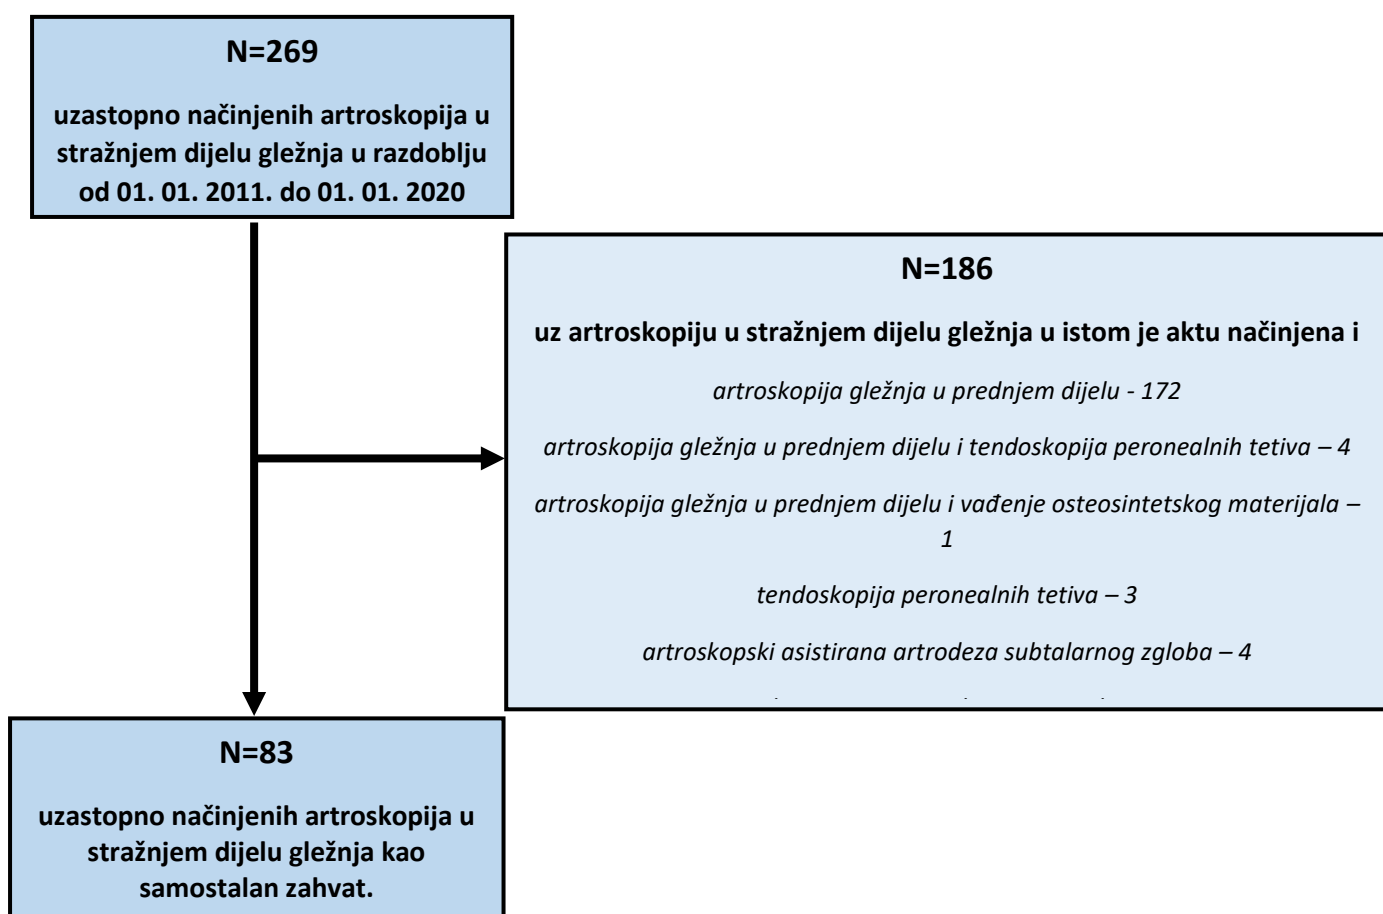 N=269
uzastopno načinjenih artroskopija u
stražnjem dijelu gležnja u razdoblju
od 01. 01. 2011. do 01. 01. 2020
N=186
uz artroskopiju u stražnjem dijelu gležnja u istom je aktu načinjena i
artroskopija gležnja u prednjem dijelu - 172
artroskopija gležnja u prednjem dijelu i tendoskopija peronealnih tetiva – 4
artroskopija gležnja u prednjem dijelu i vađenje osteosintetskog materijala –
1
tendoskopija peronealnih tetiva – 3
artroskopski asistirana artrodeza subtalarnog zgloba – 4
N=83
uzastopno načinjenih artroskopija u
stražnjem dijelu gležnja kao
samostalan zahvat.